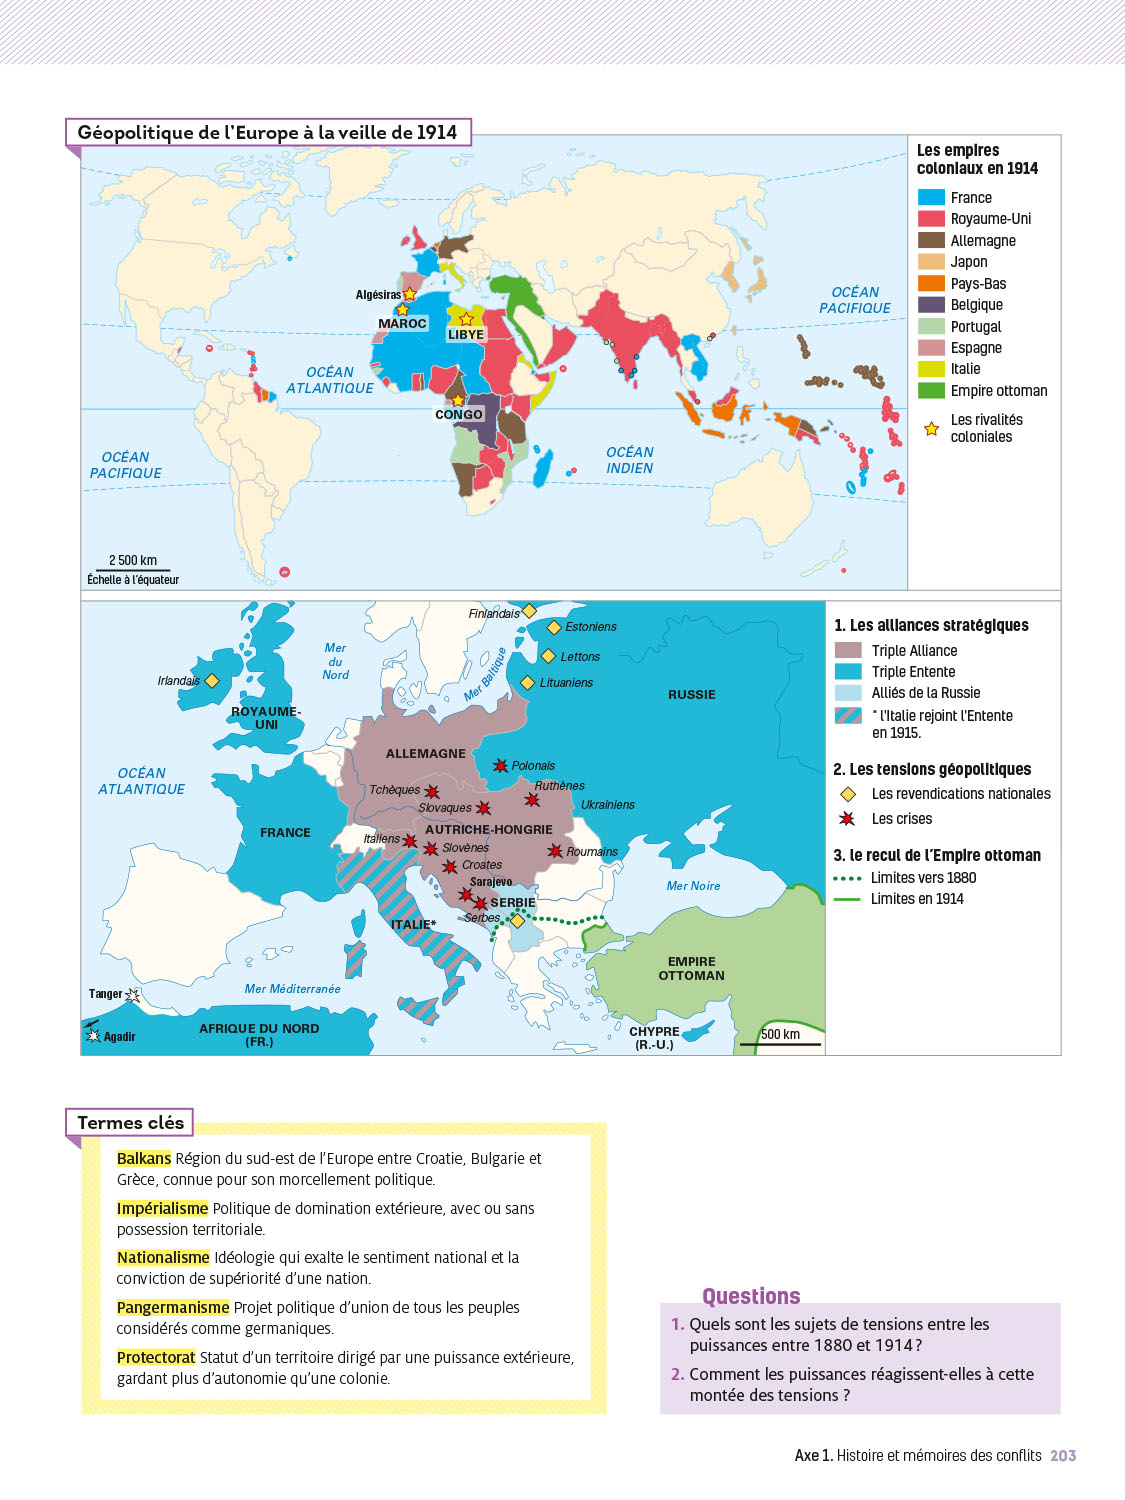 Géopolitique de l'Europe à la veille de 1914
Les empires
coloniaux en 1914
France
Royaume-Uni
Allemagne
Japon
Pays-Bas
Belgique
Portugal
Espagne
Italie
Empire ottoman
Les rivalités
coloniales
Algésiras
MAROC
LIBYE
CONGO
OCÉAN
ATLANTIQUE
OCÉAN
PACIFIQUE
OCÉAN
PACIFIQUE
OCÉAN
INDIEN
2 500 km
Échelle à l'équateur
1. Les alliances stratégiques
Triple Alliance
Triple Entente
Alliés de la Russie
* l'Italie rejoint l'Entente
en 1915.
2. Les tensions géopolitiques
Les revendications nationales
Les crises
3. le recul de l'Empire ottoman
Limites vers 1880
Limites en 1914
Finlandais
Estoniens
Lettons
Lituaniens
Mer Baltique
Mer
du
Nord
Irlandais
ROYAUME-
UNI
RUSSIE
ALLEMAGNE
Polonais
OCÉAN
ATLANTIQUE
Tchèques
Ruthènes
Slovaques
Ukrainiens
FRANCE
AUTRICHE-HONGRIE
Italiens
Slovènes
Roumains
Croates
Sarajevo
Mer Noire
SERBIE
Serbes
ITALIE*
EMPIRE
OTTOMAN
Mer Méditerranée
Tanger
Agadir
AFRIQUE DU NORD
(FR.)
CHYPRE
(R.-U.)
500 km
Termes clés
Balkans Région du sud-est de l'Europe entre Croatie, Bulgarie et
Grèce, connue pour son morcellement politique.
Impérialisme Politique de domination extérieure, avec ou sans
possession territoriale.
Nationalisme Idéologie qui exalte le sentiment national et la
conviction de supériorité d'une nation.
Pangermanisme Projet politique d'union de tous les peuples
considérés comme germaniques.
Protectorat Statut d'un territoire dirigé par une puissance extérieure,
gardant plus d'autonomie qu'une colonie.
Questions
1. Quels sont les sujets de tensions entre les
puissances entre 1880 et 1914 ?
2. Comment les puissances réagissent-elles à cette
montée des tensions ?
Axe 1. Histoire et mémoires des conflits 203